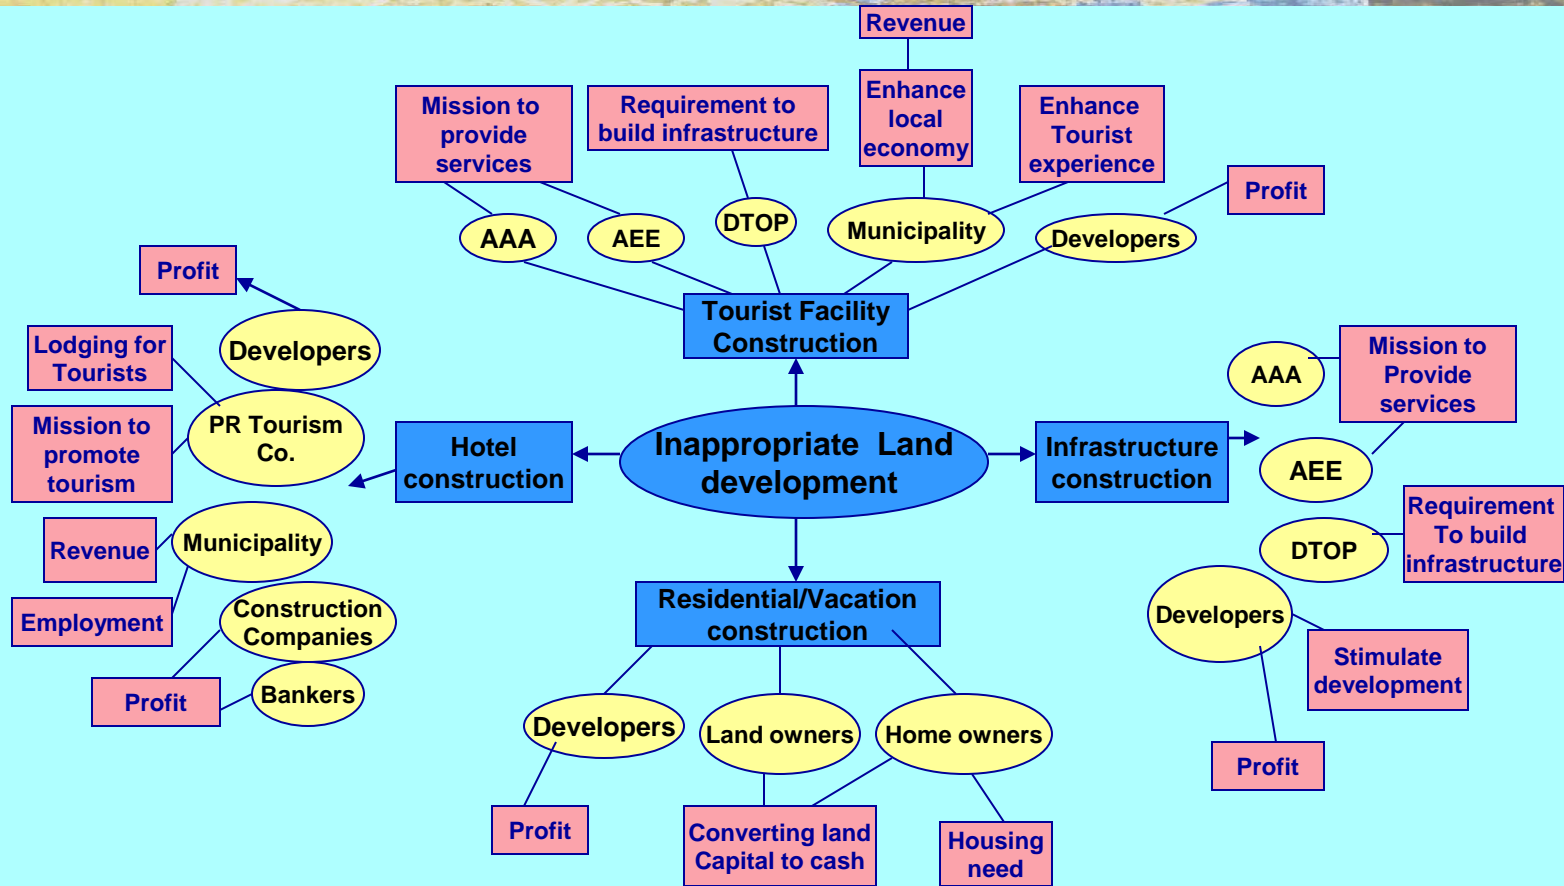 Revenue
Mission to
provide
services
Requirement to
build infrastructure
Enhance
local
economy
Enhance
Tourist
experience
Profit
AAA
AEE
DTOP
Municipality
Developers
Tourist Facility
Construction
Profit
Developers
Lodging for
Tourists
PR Tourism
Co.
Mission to
promote
tourism
Hotel
construction
Inappropriate Land
development
Infrastructure
construction
AAA
Mission to
Provide
services
AEE
Requirement
To build
infrastructure
DTOP
Developers
Stimulate
development
Profit
Revenue
Municipality
Employment
Construction
Companies
Profit
Bankers
Residential/Vacation
construction
Developers
Land owners
Home owners
Profit
Converting land
Capital to cash
Housing
need